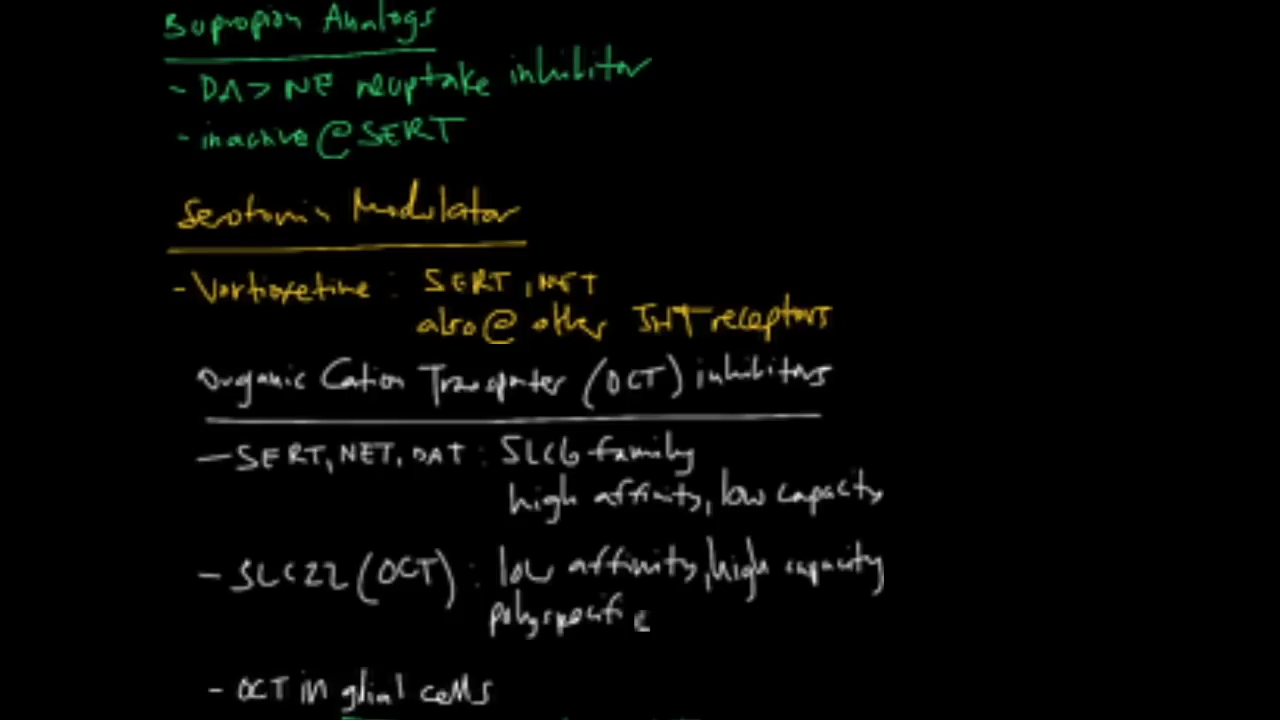 Bupropion Analogs
- DA > NE reuptake inhibitor
- inactive @ SERT
Serotonin Modulator
- Vortioxetine : SERT, NET
also @ other 5HT receptors
Organic Cation Transporter (OCT) inhibitors
- SERT, NET, DAT : SLC6 family
high affinity, low capacity
- SLC22 (OCT) : low affinity, high capacity
polyspecific
- OCT in glial cells